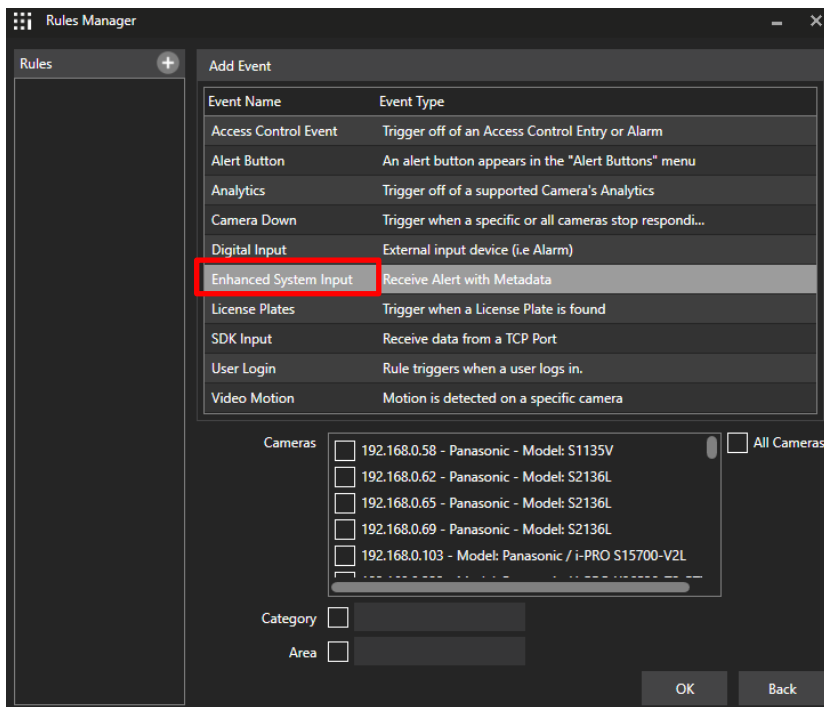 Rules Manager
Rules
Add Event
Event Name Event Type
Access Control Event Trigger off of an Access Control Entry or Alarm
Alert Button An alert button appears in the "Alert Buttons" menu
Analytics Trigger off of a supported Camera's Analytics
Camera Down Trigger when a specific or all cameras stop respondi...
Digital Input External input device (i.e Alarm)
Enhanced System Input Receive Alert with Metadata
License Plates Trigger when a License Plate is found
SDK Input Receive data from a TCP Port
User Login Rule triggers when a user logs in.
Video Motion Motion is detected on a specific camera
Cameras
192.168.0.58 - Panasonic - Model: S1135V
All Cameras
192.168.0.62 - Panasonic - Model: S2136L
192.168.0.65 - Panasonic - Model: S2136L
192.168.0.69 - Panasonic - Model: S2136L
192.168.0.103 - Model: Panasonic / i-PRO S15700-V2L
Category
Area
OK Back